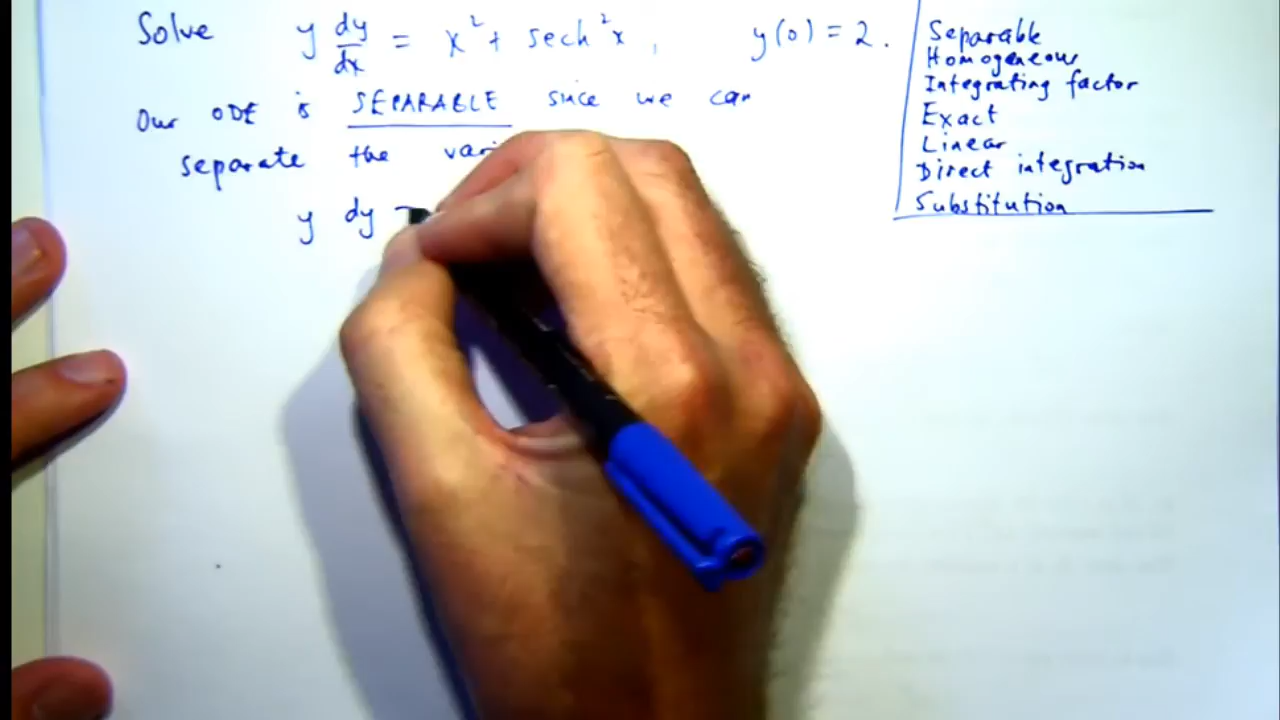 Solve y dy/dx = x² + sech²x, y(0) = 2.
Our ODE is SEPARABLE since we can
separate the
y dy
Separable
Homogeneous
Integrating factor
Exact
Linear
Direct integration
Substitution